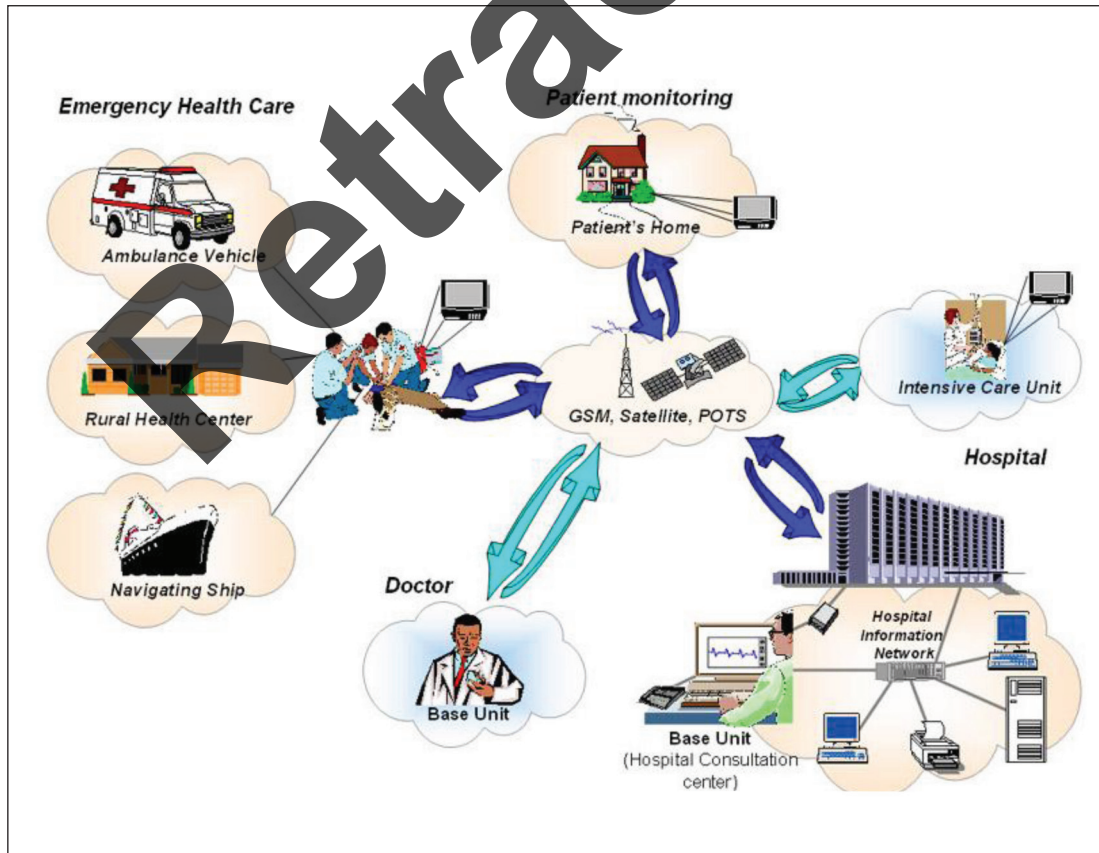 Retrac
Emergency Health Care
Patient monitoring
Ambulance Vehicle
Patient's Home
Rural Health Center
GSM, Satellite, POTS
Intensive Care Unit
Hospital
Navigating Ship
Doctor
Base Unit
Hospital
Information
Network
Base Unit
(Hospital Consultation
center)